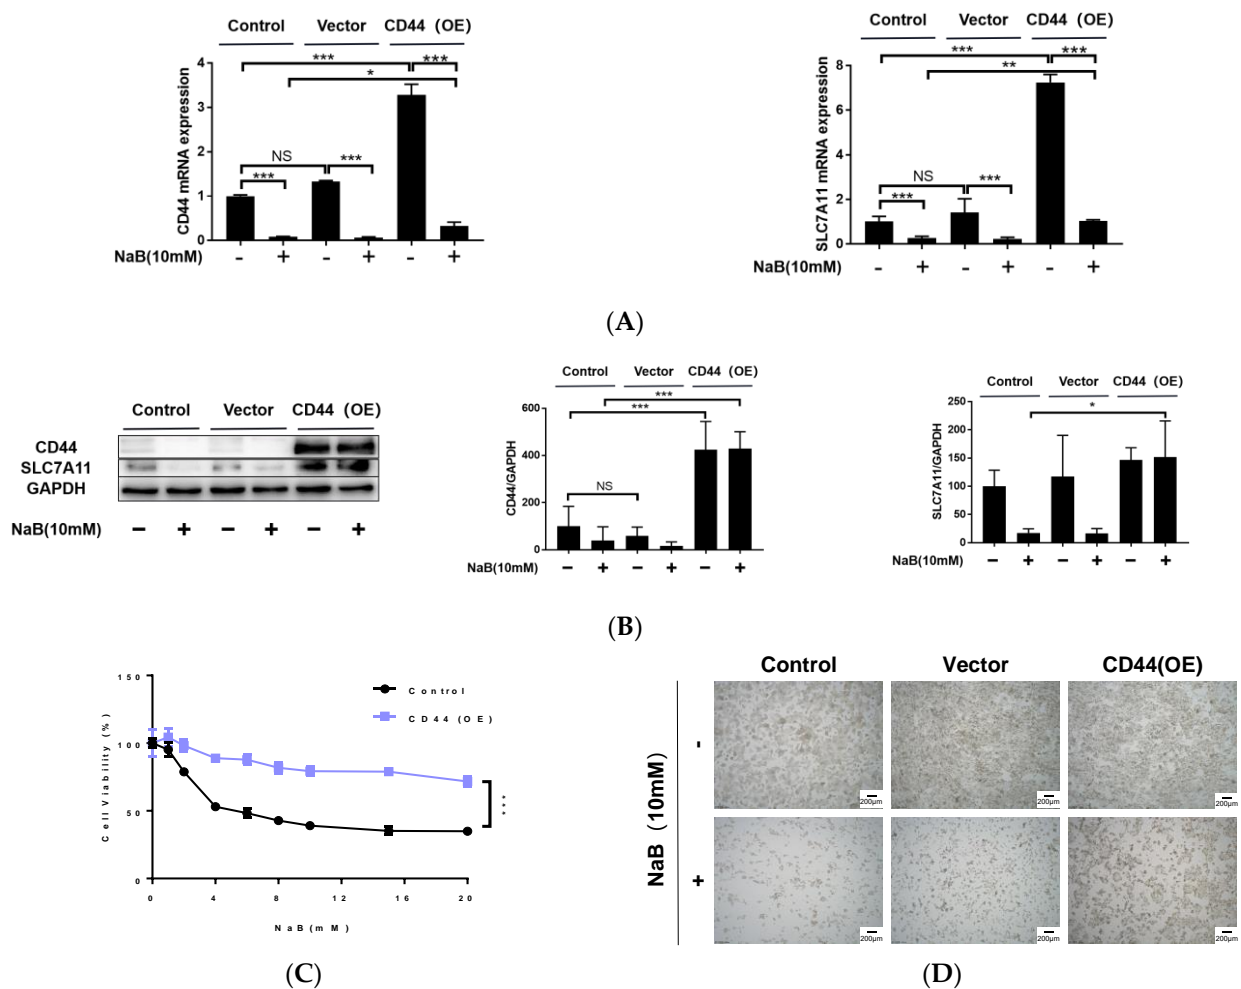 Control Vector CD44 (OE)
*** ***
*
NS ***
***
CD44 mRNA expression
4
3
2
1
0
NaB(10mM) - + - + - +
Control Vector CD44 (OE)
*** ***
**
NS ***
***
SLC7A11 mRNA expression
8
6
4
2
0
NaB(10mM) - + - + - +
(A)
Control Vector CD44 (OE)
CD44
SLC7A11
GAPDH
NaB(10mM) − + − + − +
Control Vector CD44 (OE)
***
***
NS
CD44/GAPDH
600
400
200
0
NaB(10mM) − + − + − +
Control Vector CD44 (OE)
*
SLC7A11/GAPDH
250
200
150
100
50
0
NaB(10mM) − + − + − +
(B)
Cell Viability (%)
150
100
50
0
Control
CD44 (OE)
***
0 4 8 12 16 20
NaB(mM)
(C)
Control Vector CD44(OE)
NaB (10mM)
-
200μm 200μm 200μm
+
200μm 200μm 200μm
(D)